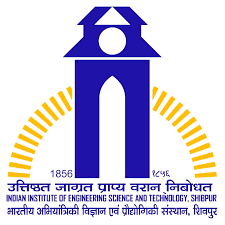 1856 १८५६
उत्तिष्ठत जाग्रत प्राप्य वरान् निबोधत
INDIAN INSTITUTE OF ENGINEERING SCIENCE AND TECHNOLOGY, SHIBPUR
भारतीय अभियांत्रिकी विज्ञान एवं प्रौद्योगिकी संस्थान, शिवपुर